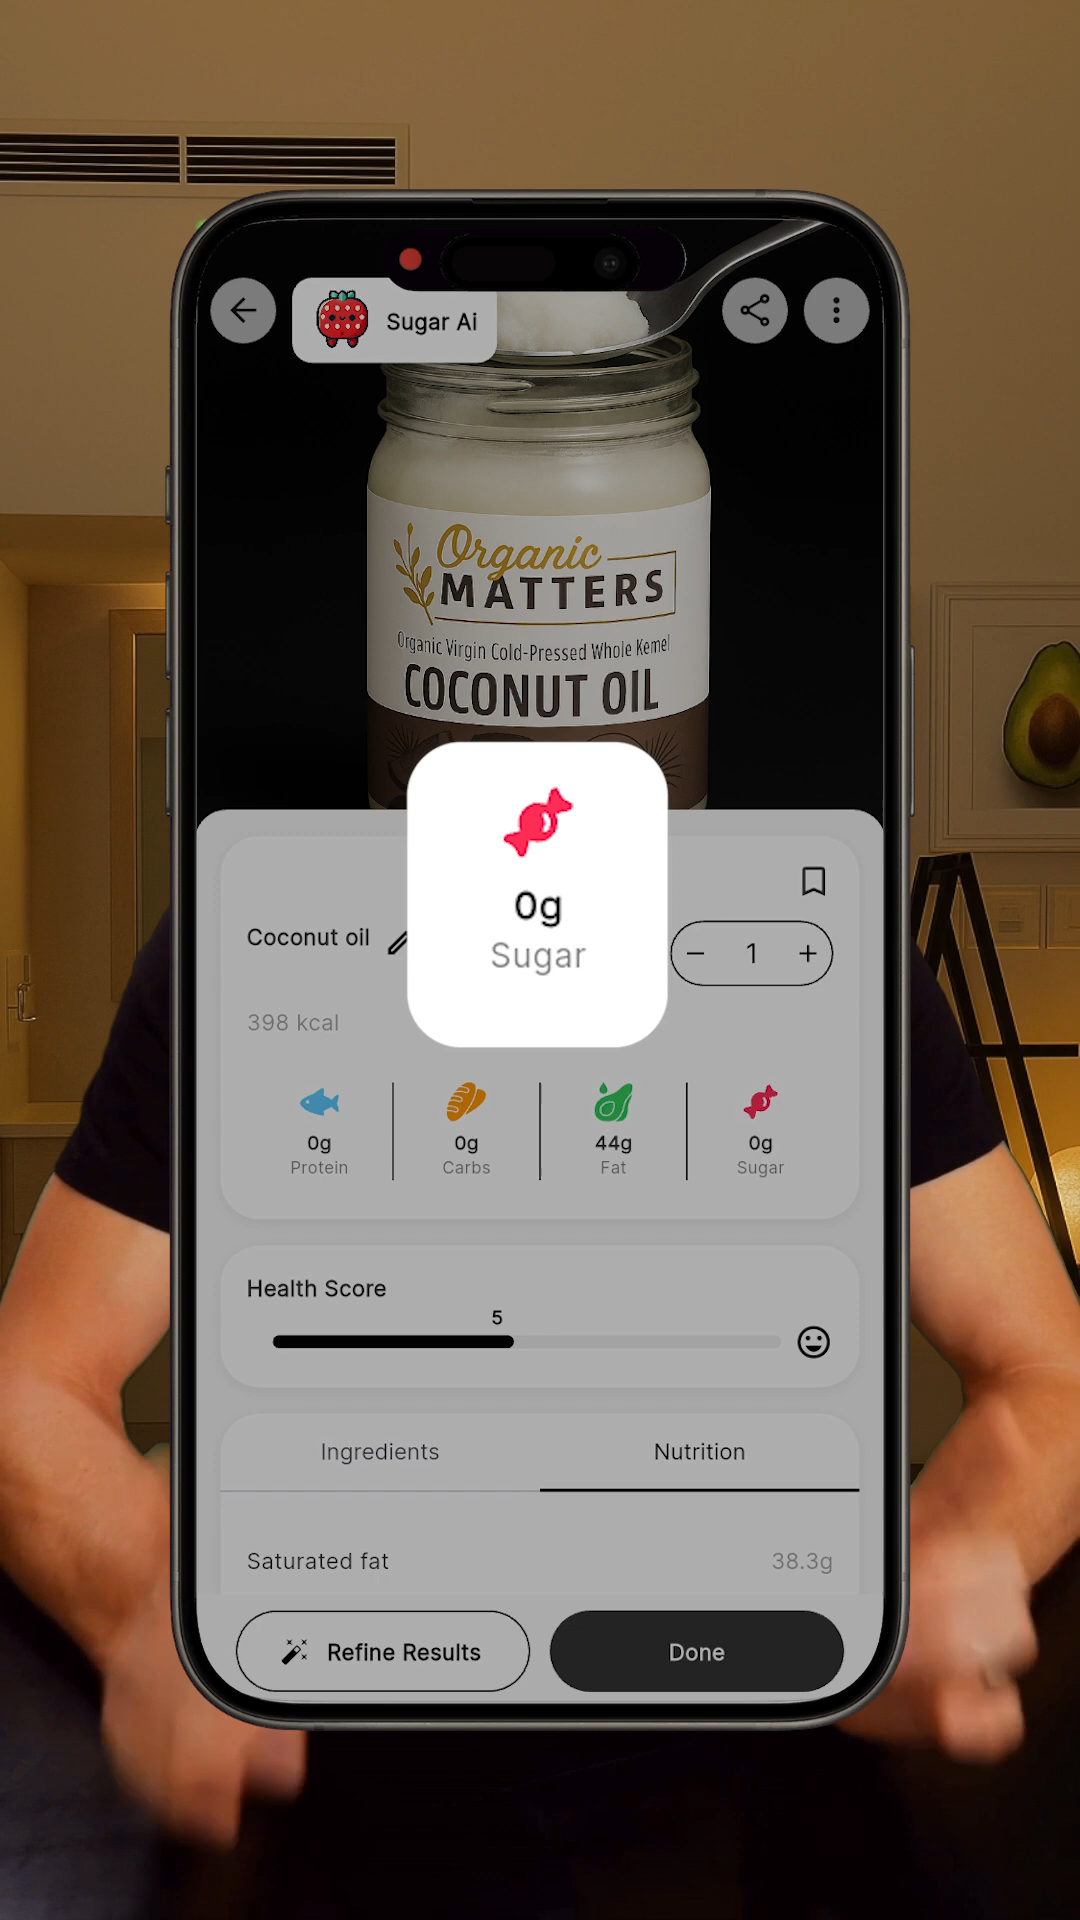 Sugar Ai
Organic
MATTERS
Organic Virgin Cold-Pressed Whole Kernel
COCONUT OIL
0g
Sugar
Coconut oil
1
398 kcal
0g
Protein
0g
Carbs
44g
Fat
0g
Sugar
Health Score
5
Ingredients
Nutrition
Saturated fat
38.3g
Refine Results
Done